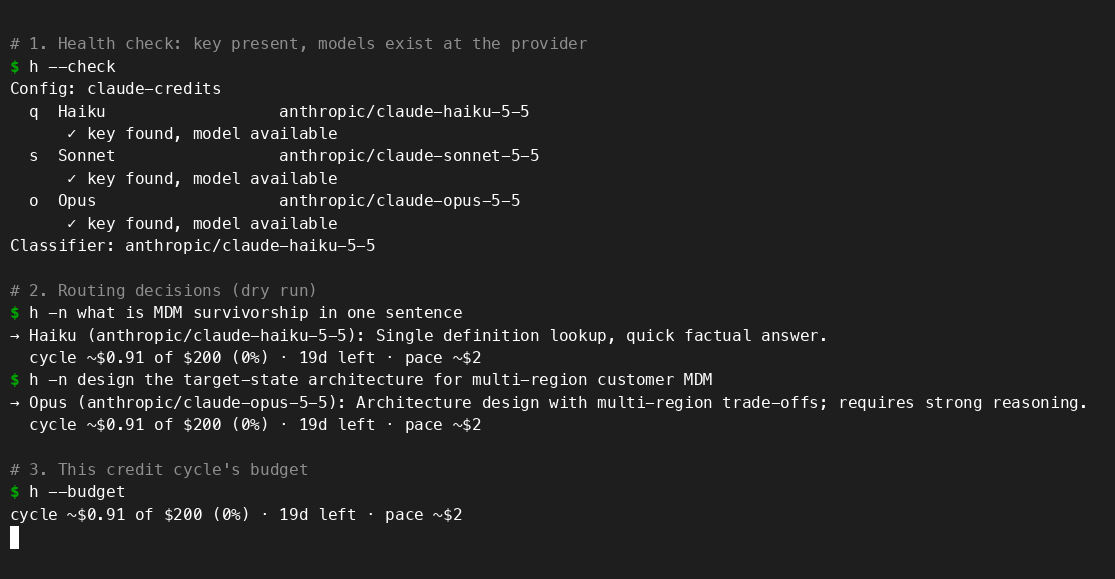 # 1. Health check: key present, models exist at the provider
$ h --check
Config: claude-credits
  q  Haiku                  anthropic/claude-haiku-5-5
      ✓ key found, model available
  s  Sonnet                 anthropic/claude-sonnet-5-5
      ✓ key found, model available
  o  Opus                   anthropic/claude-opus-5-5
      ✓ key found, model available
Classifier: anthropic/claude-haiku-5-5
# 2. Routing decisions (dry run)
$ h -n what is MDM survivorship in one sentence
→ Haiku (anthropic/claude-haiku-5-5): Single definition lookup, quick factual answer.
  cycle ~$0.91 of $200 (0%) · 19d left · pace ~$2
$ h -n design the target-state architecture for multi-region customer MDM
→ Opus (anthropic/claude-opus-5-5): Architecture design with multi-region trade-offs; requires strong reasoning.
  cycle ~$0.91 of $200 (0%) · 19d left · pace ~$2
# 3. This credit cycle's budget
$ h --budget
cycle ~$0.91 of $200 (0%) · 19d left · pace ~$2